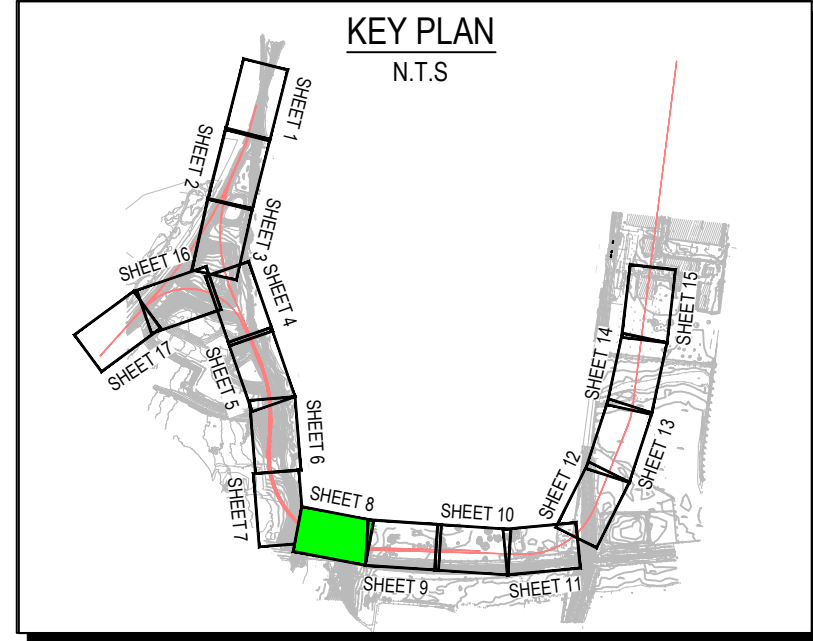 KEY PLAN
N.T.S
SHEET 1
SHEET 2
SHEET 3
SHEET 16
SHEET 4
SHEET 17
SHEET 5
SHEET 6
SHEET 7
SHEET 8
SHEET 9
SHEET 10
SHEET 11
SHEET 12
SHEET 13
SHEET 14
SHEET 15